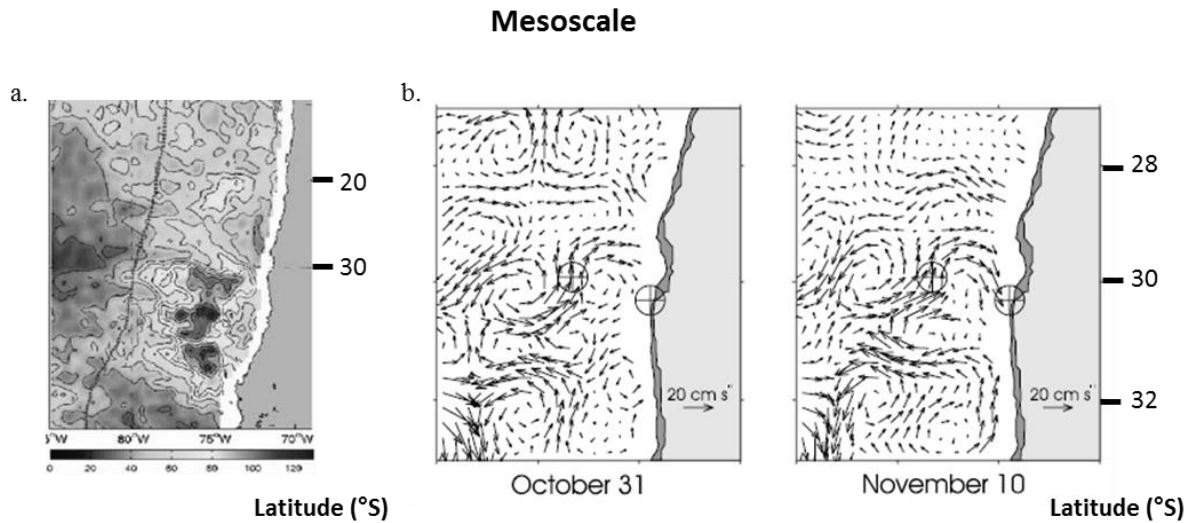 Mesoscale
a.
b.
20
30
5°W 80°W 75°W 70°W
0 20 40 60 80 100 120
Latitude (°S)
20 cm s⁻¹
October 31
20 cm s⁻¹
November 10
28
30
32
Latitude (°S)